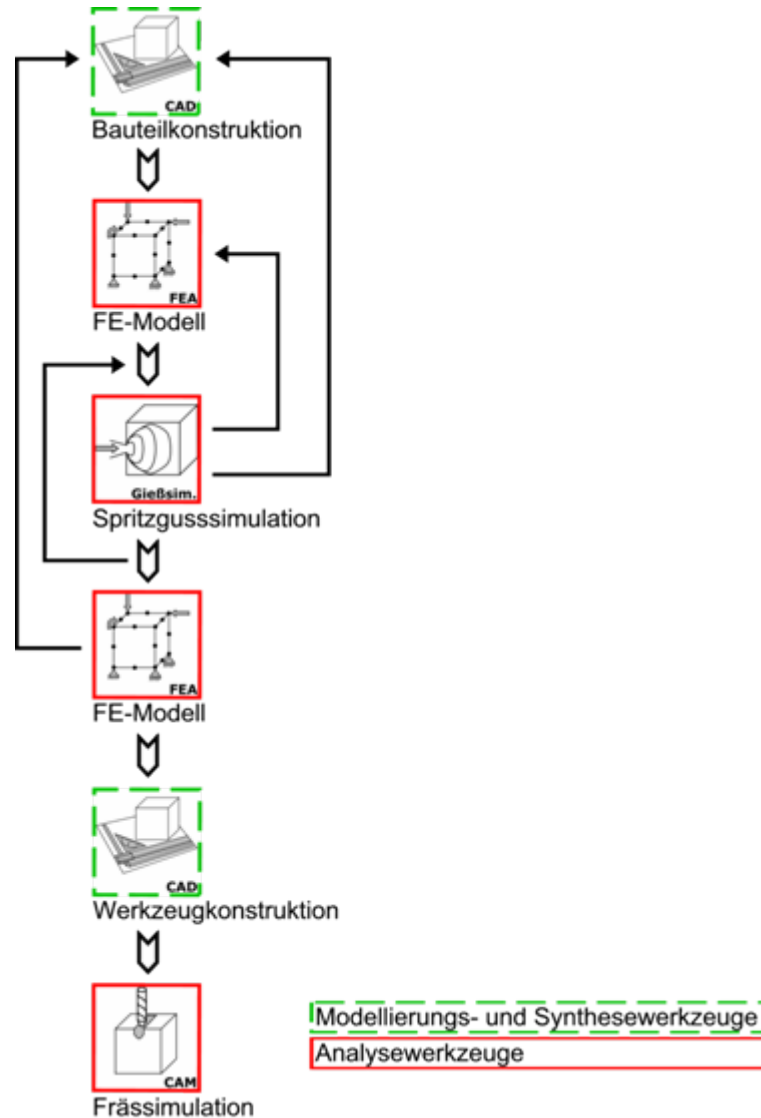 CAD
Bauteilkonstruktion
FEA
FE-Modell
Gießsim.
Spritzgusssimulation
FEA
FE-Modell
CAD
Werkzeugkonstruktion
CAM
Frässimulation
Modellierungs- und Synthesewerkzeuge
Analysewerkzeuge